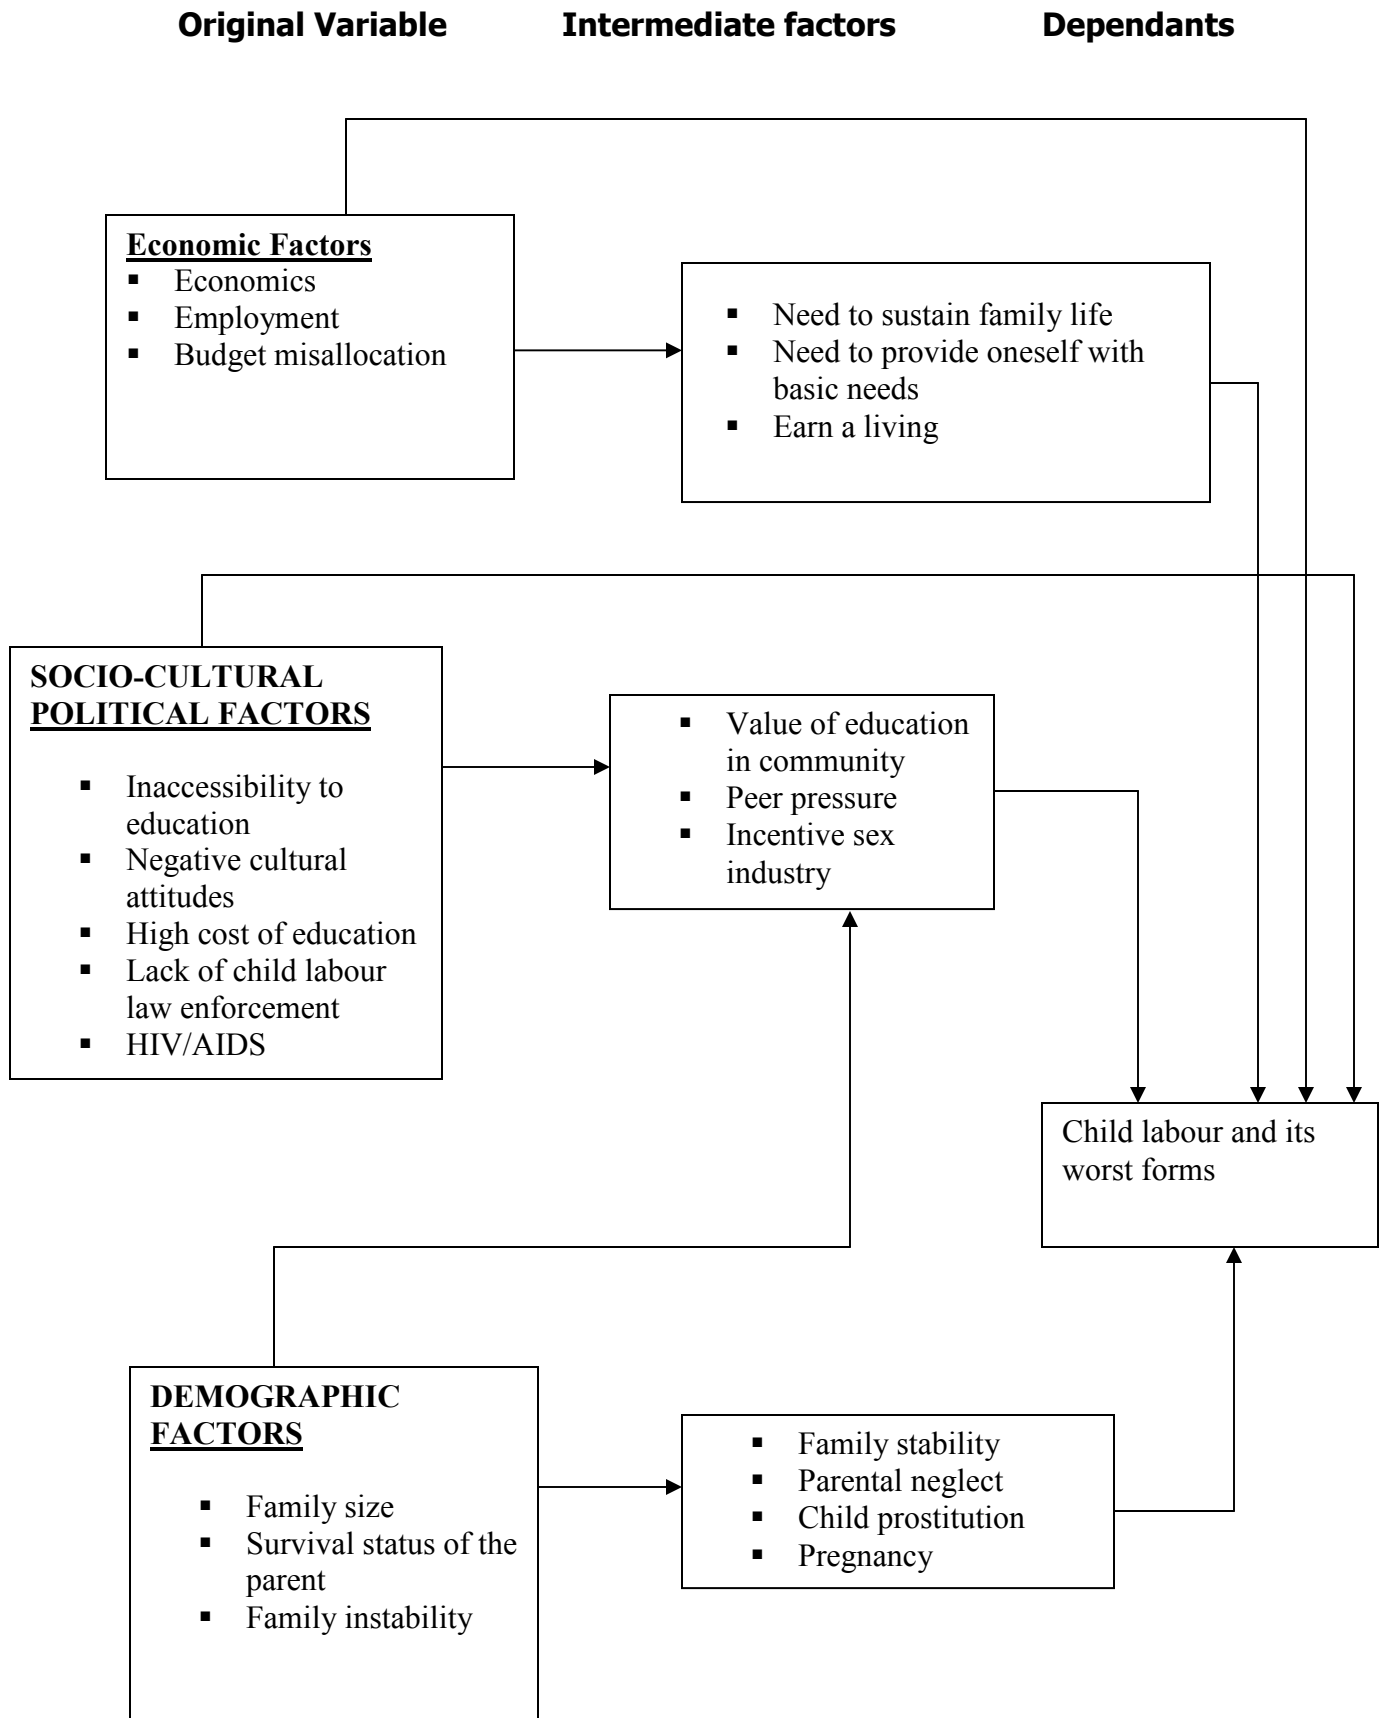 Original Variable Intermediate factors Dependants
Economic Factors
▪ Economics
▪ Employment
▪ Budget misallocation
▪ Need to sustain family life
▪ Need to provide oneself with
basic needs
▪ Earn a living
SOCIO-CULTURAL
POLITICAL FACTORS
▪ Inaccessibility to
education
▪ Negative cultural
attitudes
▪ High cost of education
▪ Lack of child labour
law enforcement
▪ HIV/AIDS
▪ Value of education
in community
▪ Peer pressure
▪ Incentive sex
industry
Child labour and its
worst forms
DEMOGRAPHIC
FACTORS
▪ Family size
▪ Survival status of the
parent
▪ Family instability
▪ Family stability
▪ Parental neglect
▪ Child prostitution
▪ Pregnancy